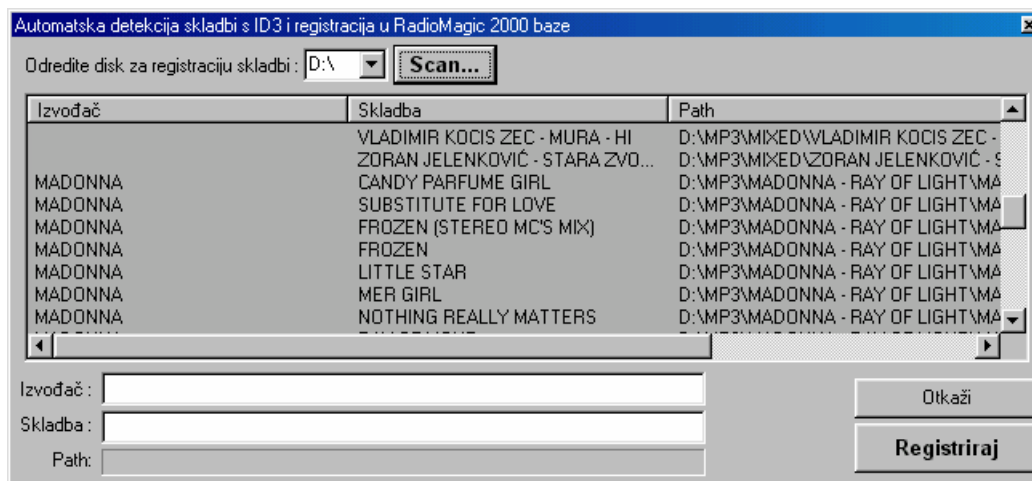 Automatska detekcija skladbi s ID3 i registracija u RadioMagic 2000 baze
Odredite disk za registraciju skladbi : D:\ Scan...
Izvođač Skladba Path
VLADIMIR KOCIS ZEC - MURA - HI D:\MP3\MIXED\VLADIMIR KOCIS ZEC -
ZORAN JELENKOVIĆ - STARA ZVO... D:\MP3\MIXED\ZORAN JELENKOVIĆ - S
MADONNA CANDY PARFUME GIRL D:\MP3\MADONNA - RAY OF LIGHT\MA
MADONNA SUBSTITUTE FOR LOVE D:\MP3\MADONNA - RAY OF LIGHT\MA
MADONNA FROZEN (STEREO MC'S MIX) D:\MP3\MADONNA - RAY OF LIGHT\MA
MADONNA FROZEN D:\MP3\MADONNA - RAY OF LIGHT\MA
MADONNA LITTLE STAR D:\MP3\MADONNA - RAY OF LIGHT\MA
MADONNA MER GIRL D:\MP3\MADONNA - RAY OF LIGHT\MA
MADONNA NOTHING REALLY MATTERS D:\MP3\MADONNA - RAY OF LIGHT\MA
Izvođač :
Skladba :
Path:
Otkaži
Registriraj